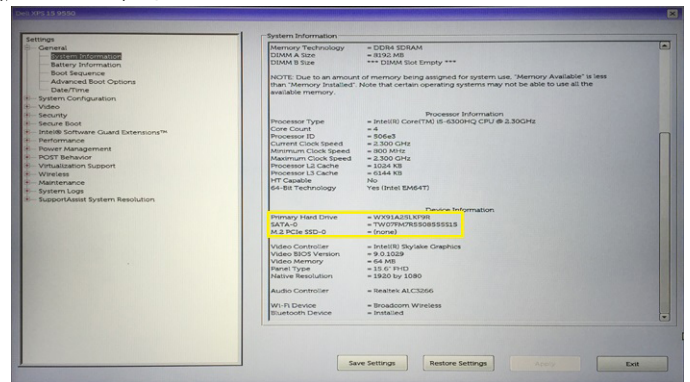 Dell XPS 15 9550
Settings
General
System Information
Battery Information
Boot Sequence
Advanced Boot Options
Date/Time
System Configuration
Video
Security
Secure Boot
Intel® Software Guard Extensions™
Performance
Power Management
POST Behavior
Virtualization Support
Wireless
Maintenance
System Logs
SupportAssist System Resolution
System Information
Memory Technology = DDR4 SDRAM
DIMM A Size = 8192 MB
DIMM B Size *** DIMM Slot Empty ***
NOTE: Due to an amount of memory being assigned for system use, "Memory Available" is less
than "Memory Installed". Note that certain operating systems may not be able to use all the
available memory.
Processor Information
Processor Type = Intel(R) Core(TM) i5-6300HQ CPU @ 2.30GHz
Core Count = 4
Processor ID = 506e3
Current Clock Speed = 2.300 GHz
Minimum Clock Speed = 800 MHz
Maximum Clock Speed = 2.300 GHz
Processor L2 Cache = 1024 KB
Processor L3 Cache = 6144 KB
HT Capable No
64-Bit Technology Yes (Intel EM64T)
Device Information
Primary Hard Drive = WX91A25LKF9R
SATA-0 = TW07FM7R5508555515
M.2 PCIe SSD-0 = (none)
Video Controller = Intel(R) Skylake Graphics
Video BIOS Version = 9.0.1029
Video Memory = 64 MB
Panel Type = 15.6" FHD
Native Resolution = 1920 by 1080
Audio Controller = Realtek ALC3266
Wi-Fi Device = Broadcom Wireless
Bluetooth Device = Installed
Save Settings
Restore Settings
Apply
Exit